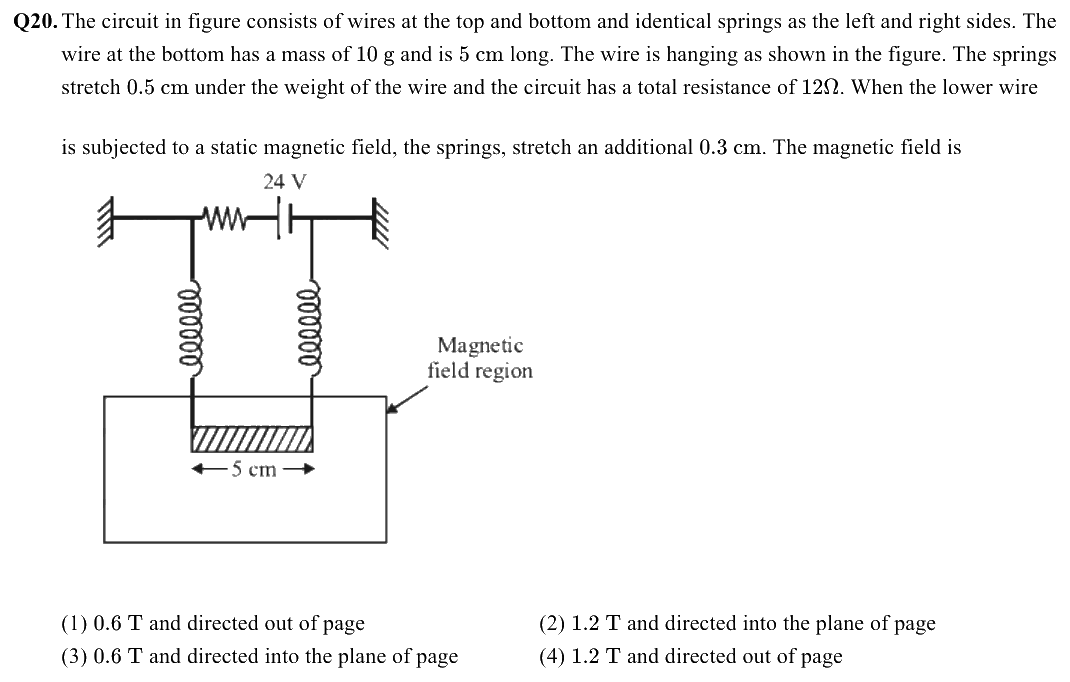 Q20. The circuit in figure consists of wires at the top and bottom and identical springs as the left and right sides. The
wire at the bottom has a mass of 10 g and is 5 cm long. The wire is hanging as shown in the figure. The springs
stretch 0.5 cm under the weight of the wire and the circuit has a total resistance of 12Ω. When the lower wire
is subjected to a static magnetic field, the springs, stretch an additional 0.3 cm. The magnetic field is
24 V
Magnetic
field region
5 cm
(1) 0.6 T and directed out of page
(2) 1.2 T and directed into the plane of page
(3) 0.6 T and directed into the plane of page
(4) 1.2 T and directed out of page